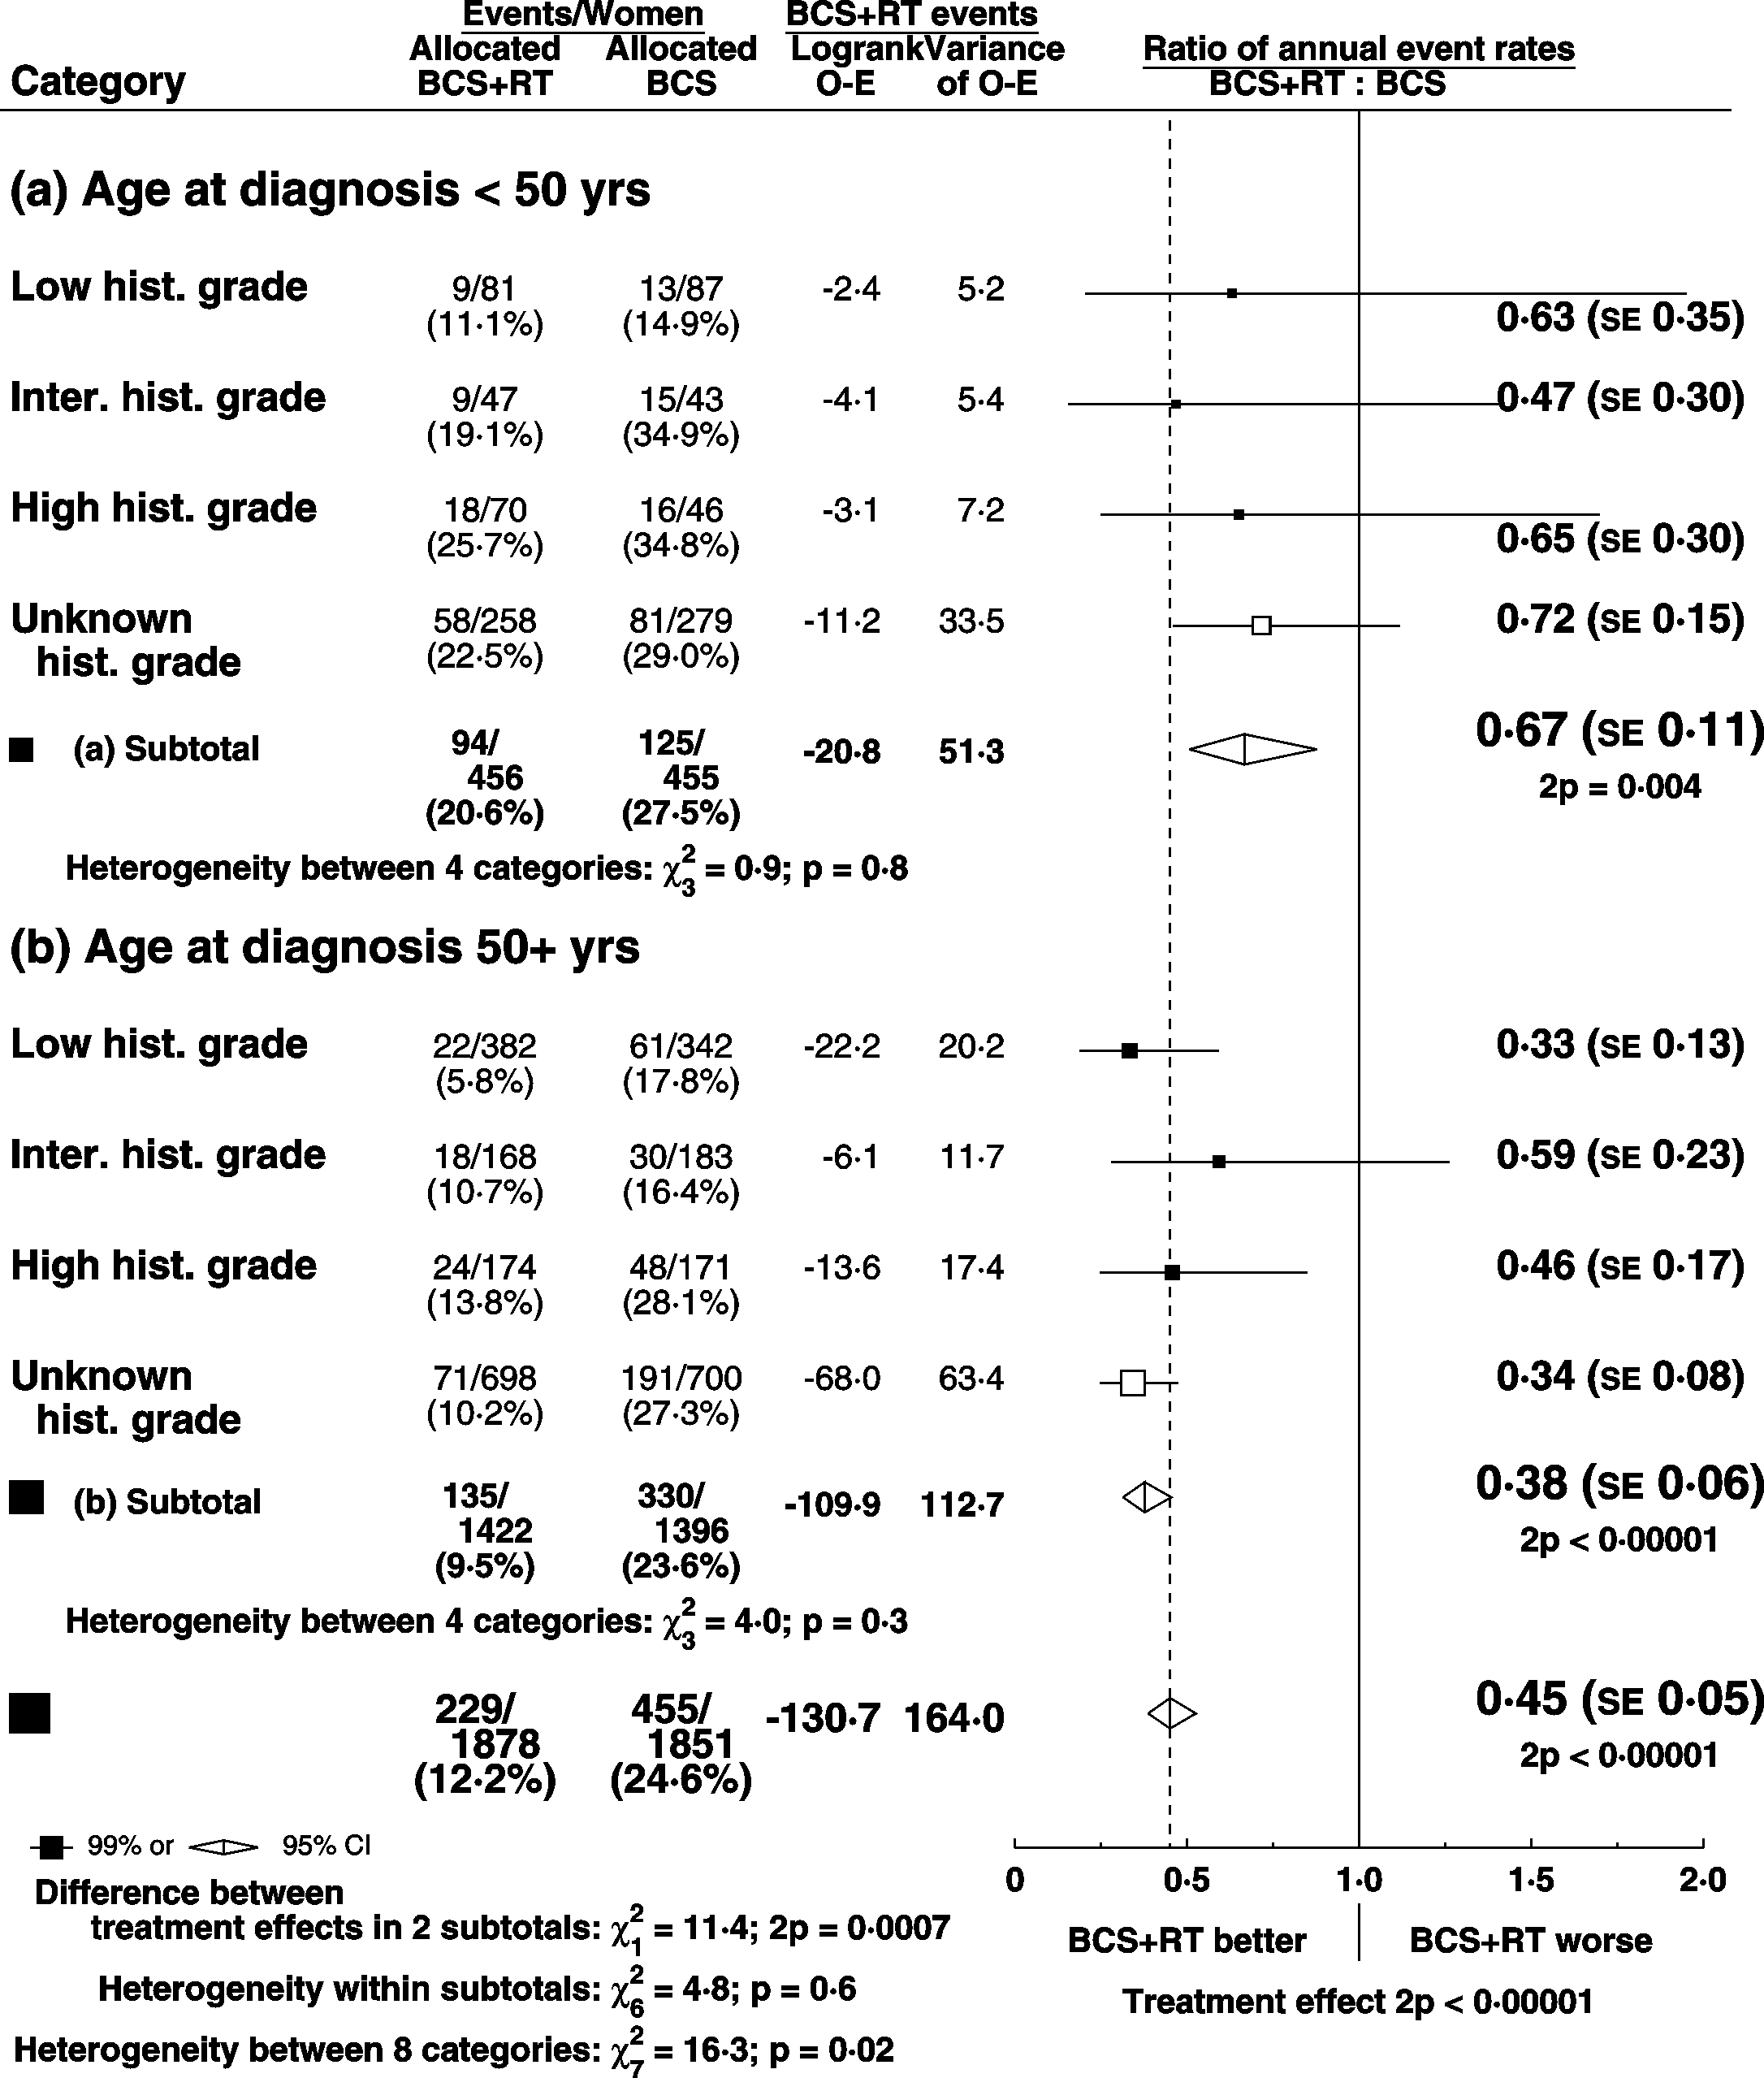 Events/Women BCS+RT events
Allocated Allocated Logrank Variance Ratio of annual event rates
Category BCS+RT BCS O-E of O-E BCS+RT : BCS
(a) Age at diagnosis < 50 yrs
Low hist. grade 9/81 13/87 -2·4 5·2
(11·1%) (14·9%) 0·63 (SE 0·35)
Inter. hist. grade 9/47 15/43 -4·1 5·4 0·47 (SE 0·30)
(19·1%) (34·9%)
High hist. grade 18/70 16/46 -3·1 7·2
(25·7%) (34·8%) 0·65 (SE 0·30)
Unknown 58/258 81/279 -11·2 33·5 0·72 (SE 0·15)
hist. grade (22·5%) (29·0%)
(a) Subtotal 94/ 125/ -20·8 51·3 0·67 (SE 0·11)
456 455 2p = 0·004
(20·6%) (27·5%)
Heterogeneity between 4 categories: χ²₃ = 0·9; p = 0·8
(b) Age at diagnosis 50+ yrs
Low hist. grade 22/382 61/342 -22·2 20·2 0·33 (SE 0·13)
(5·8%) (17·8%)
Inter. hist. grade 18/168 30/183 -6·1 11·7 0·59 (SE 0·23)
(10·7%) (16·4%)
High hist. grade 24/174 48/171 -13·6 17·4 0·46 (SE 0·17)
(13·8%) (28·1%)
Unknown 71/698 191/700 -68·0 63·4 0·34 (SE 0·08)
hist. grade (10·2%) (27·3%)
(b) Subtotal 135/ 330/ -109·9 112·7 0·38 (SE 0·06)
1422 1396 2p < 0·00001
(9·5%) (23·6%)
Heterogeneity between 4 categories: χ²₃ = 4·0; p = 0·3
229/ 455/ -130·7 164·0 0·45 (SE 0·05)
1878 1851 2p < 0·00001
(12·2%) (24·6%)
99% or 95% CI
0 0·5 1·0 1·5 2·0
Difference between
treatment effects in 2 subtotals: χ²₁ = 11·4; 2p = 0·0007
BCS+RT better BCS+RT worse
Heterogeneity within subtotals: χ²₆ = 4·8; p = 0·6
Treatment effect 2p < 0·00001
Heterogeneity between 8 categories: χ²₇ = 16·3; p = 0·02